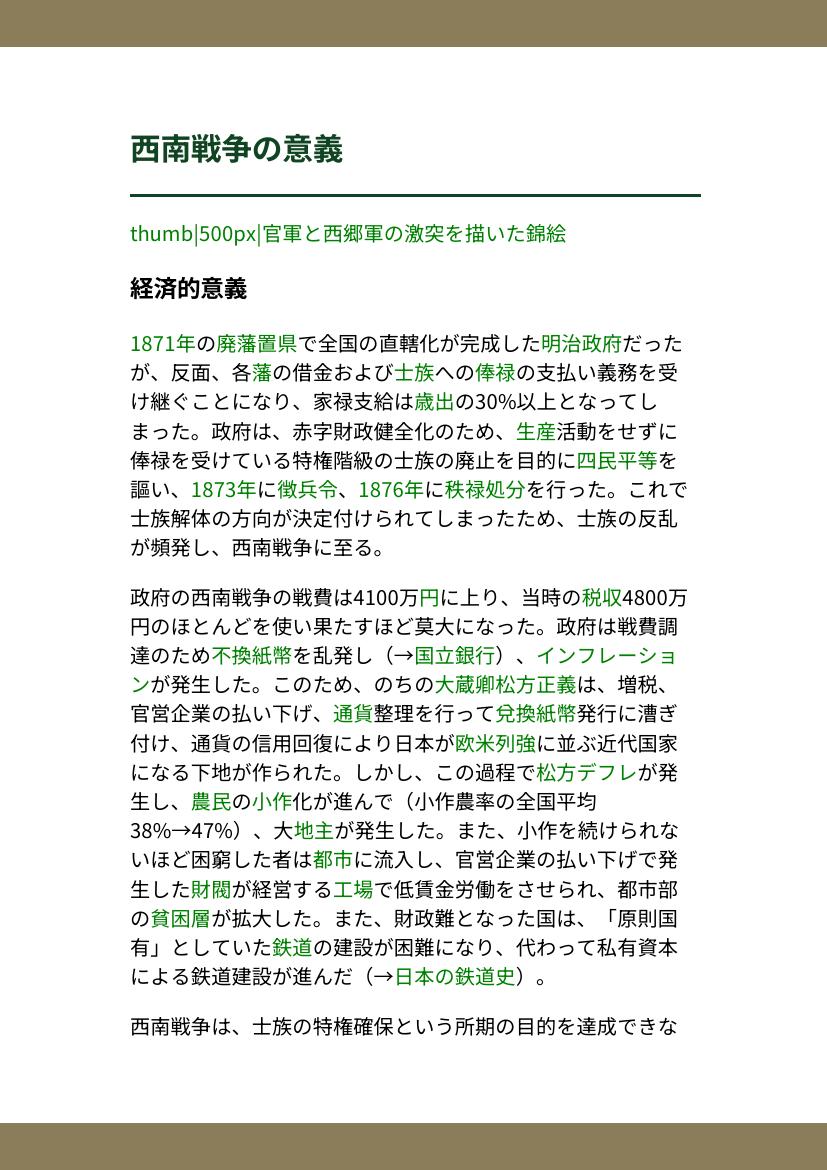 西南戦争の意義
thumb|500px|官軍と西郷軍の激突を描いた錦絵
経済的意義
1871年の廃藩置県で全国の直轄化が完成した明治政府だった
が、反面、各藩の借金および士族への俸禄の支払い義務を受
け継ぐことになり、家禄支給は歳出の30%以上となってし
まった。政府は、赤字財政健全化のため、生産活動をせずに
俸禄を受けている特権階級の士族の廃止を目的に四民平等を
謳い、1873年に徴兵令、1876年に秩禄処分を行った。これで
士族解体の方向が決定付けられてしまったため、士族の反乱
が頻発し、西南戦争に至る。
政府の西南戦争の戦費は4100万円に上り、当時の税収4800万
円のほとんどを使い果たすほど莫大になった。政府は戦費調
達のため不換紙幣を乱発し（→国立銀行）、インフレーショ
ンが発生した。このため、のちの大蔵卿松方正義は、増税、
官営企業の払い下げ、通貨整理を行って兌換紙幣発行に漕ぎ
付け、通貨の信用回復により日本が欧米列強に並ぶ近代国家
になる下地が作られた。しかし、この過程で松方デフレが発
生し、農民の小作化が進んで（小作農率の全国平均
38%→47%）、大地主が発生した。また、小作を続けられな
いほど困窮した者は都市に流入し、官営企業の払い下げで発
生した財閥が経営する工場で低賃金労働をさせられ、都市部
の貧困層が拡大した。また、財政難となった国は、「原則国
有」としていた鉄道の建設が困難になり、代わって私有資本
による鉄道建設が進んだ（→日本の鉄道史）。
西南戦争は、士族の特権確保という所期の目的を達成できな